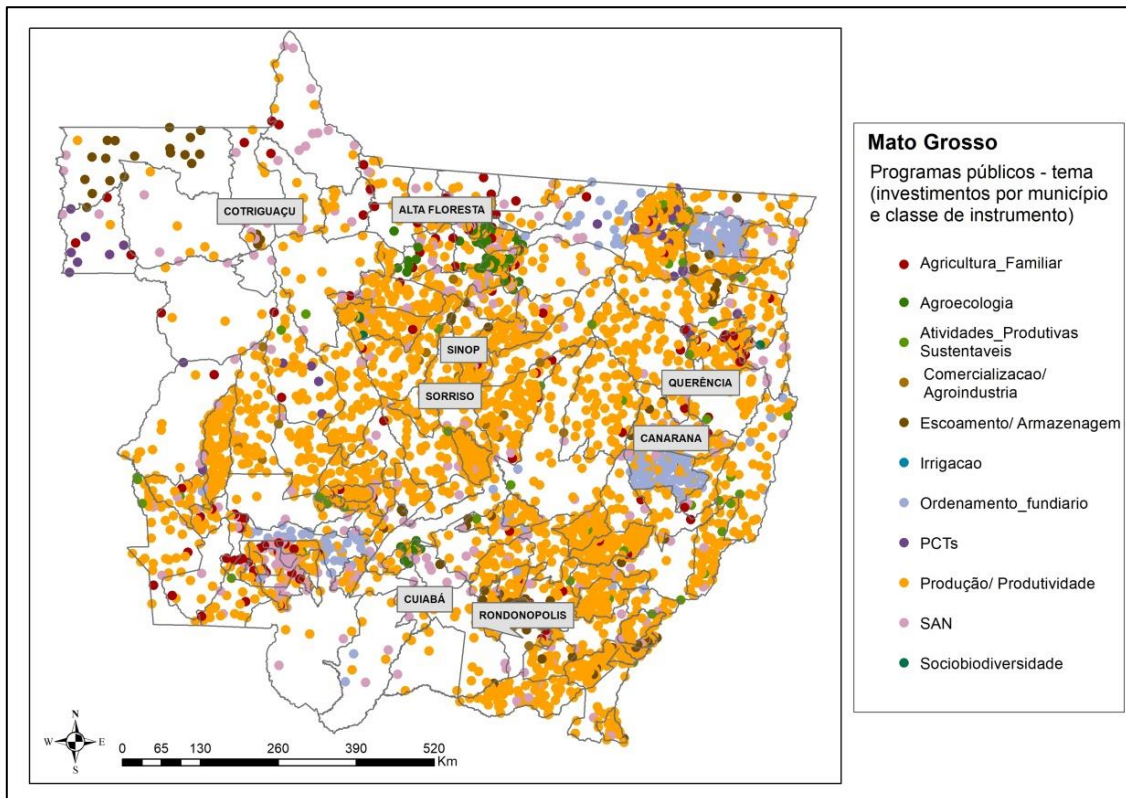 COTRIGUAÇU
ALTA FLORESTA
SINOP
SORRISO
QUERÊNCIA
CANARANA
CUIABÁ
RONDONOPOLIS
N
W E
S
0 65 130 260 390 520
Km
Mato Grosso
Programas públicos - tema
(investimentos por município
e classe de instrumento)
Agricultura_Familiar
Agroecologia
Atividades_Produtivas
Sustentaveis
Comercializacao/
Agroindustria
Escoamento/ Armazenagem
Irrigacao
Ordenamento_fundiario
PCTs
Produção/ Produtividade
SAN
Sociobiodiversidade